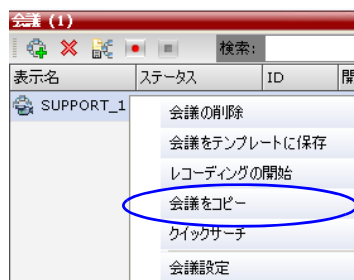 会議 (1)
検索:
表示名 ステータス ID 開
SUPPORT_1
会議の削除
会議をテンプレートに保存
レコーディングの開始
会議をコピー
クイックサーチ
会議設定